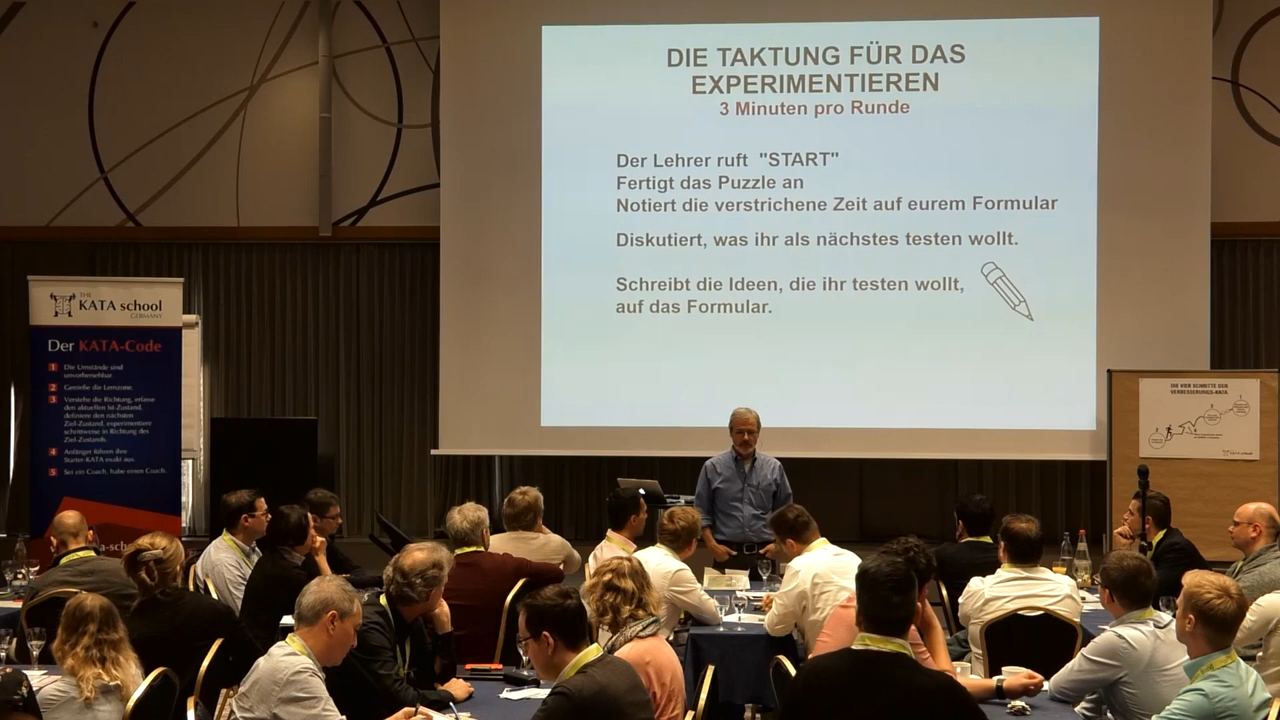 DIE TAKTUNG FÜR DAS
EXPERIMENTIEREN
3 Minuten pro Runde
Der Lehrer ruft "START"
Fertigt das Puzzle an
Notiert die verstrichene Zeit auf eurem Formular
Diskutiert, was ihr als nächstes testen wollt.
Schreibt die Ideen, die ihr testen wollt,
auf das Formular.
THE
KATA school
GERMANY
Der KATA-Code
1 Die Umstände sind
unvorhersehbar.
2 Genieße die Lernzone.
3 Verstehe die Richtung, erfasse
den aktuellen Ist-Zustand,
definiere den nächsten
Ziel-Zustand, experimentiere
schrittweise in Richtung des
Ziel-Zustands.
4 Anfänger führen ihre
Starter-KATA exakt aus.
5 Sei ein Coach, habe einen Coach.
DIE VIER SCHRITTE DER
VERBESSERUNGS-KATA